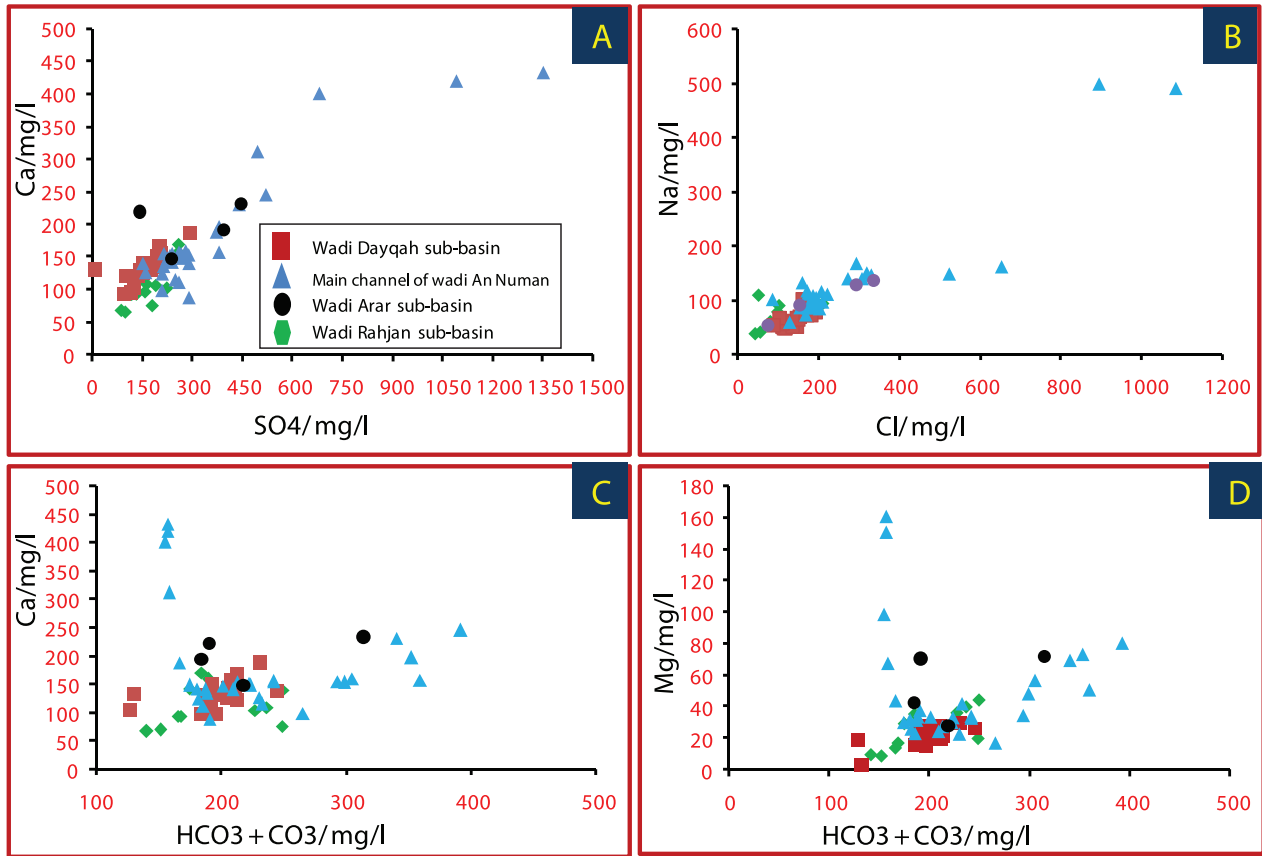 A
500
450
400
350
300
250
200
150
100
50
0
Ca/mg/l
0 150 300 450 600 750 900 1050 1200 1350 1500
SO4/mg/l
Wadi Dayqah sub-basin
Main channel of wadi An Numan
Wadi Arar sub-basin
Wadi Rahjan sub-basin
B
600
500
400
300
200
100
0
Na/mg/l
0 200 400 600 800 1000 1200
Cl/mg/l
C
500
450
400
350
300
250
200
150
100
50
0
Ca/mg/l
100 200 300 400 500
HCO3+CO3/mg/l
D
180
160
140
120
100
80
60
40
20
0
Mg/mg/l
0 100 200 300 400 500
HCO3+CO3/mg/l